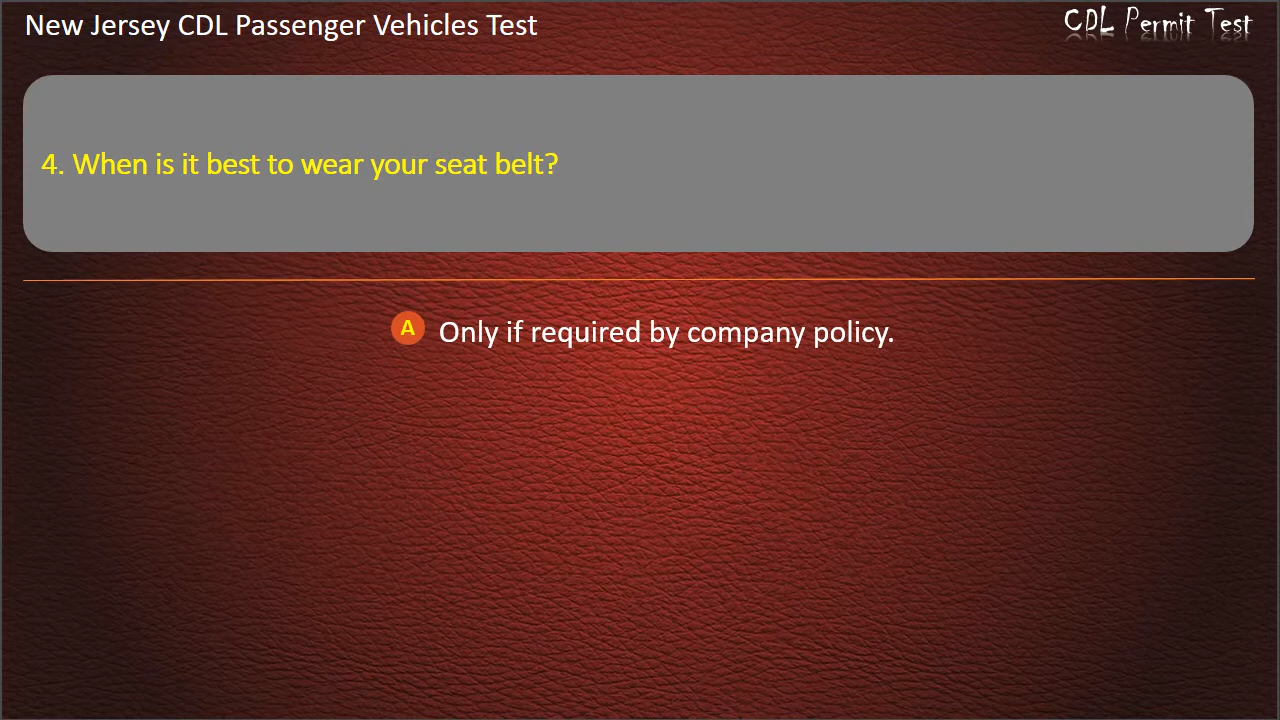 New Jersey CDL Passenger Vehicles Test
CDL Permit Test
4. When is it best to wear your seat belt?
A Only if required by company policy.